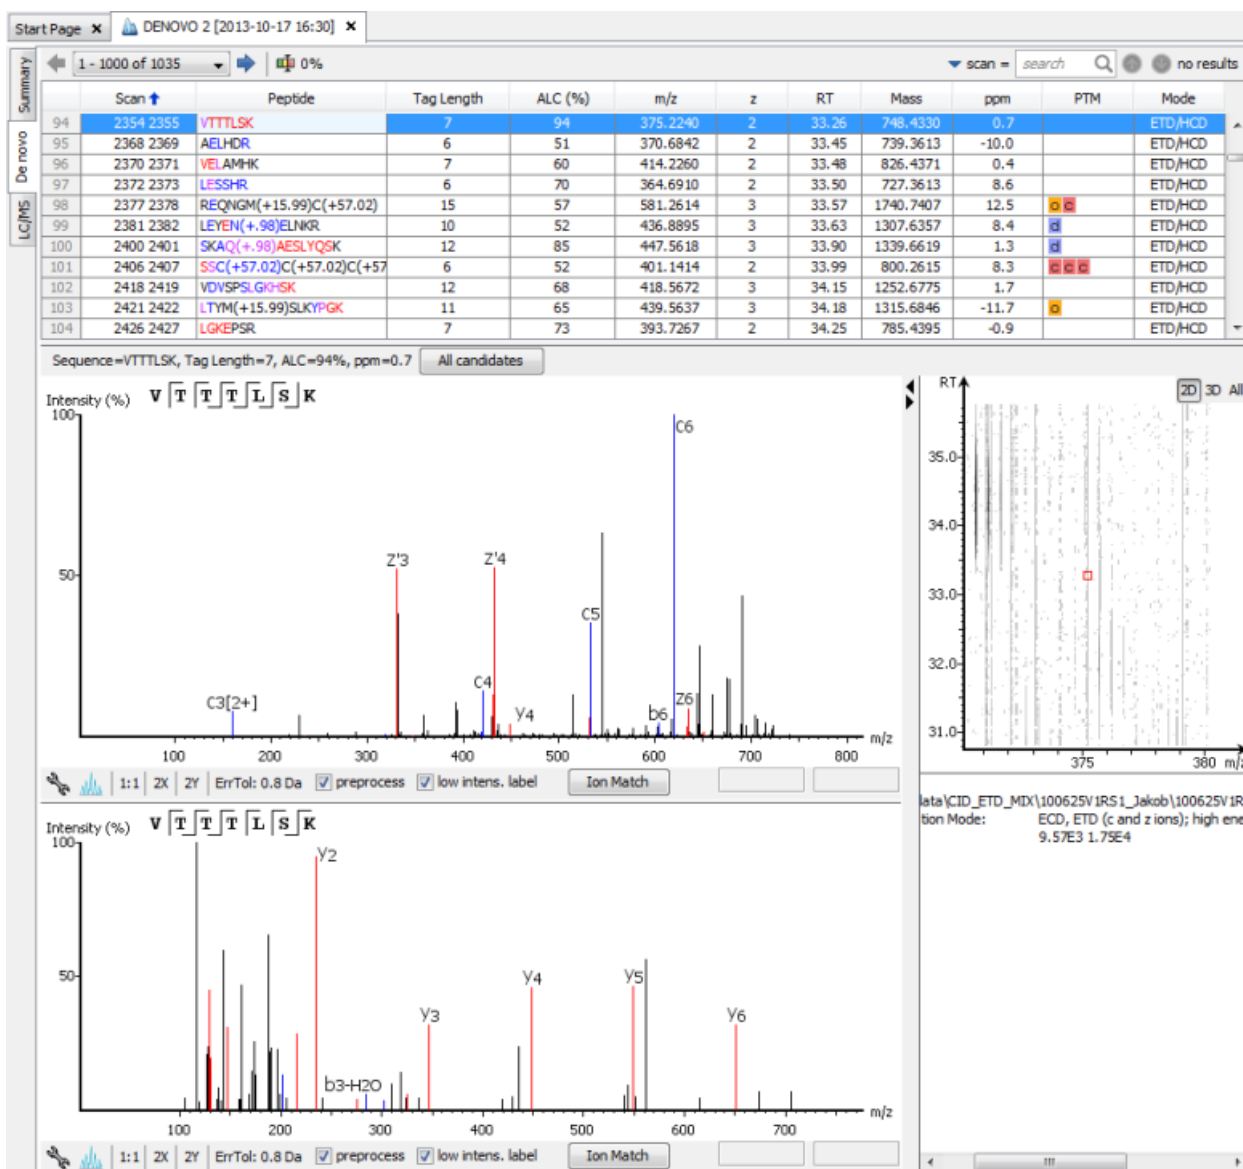 Start Page × DENOVO 2 [2013-10-17 16:30] ×
Summary
De novo
LC/MS
1 - 1000 of 1035 0% scan = search no results
Scan Peptide Tag Length ALC (%) m/z z RT Mass ppm PTM Mode
94 2354 2355 VTTTLSK 7 94 375.2240 2 33.26 748.4330 0.7 ETD/HCD
95 2368 2369 AELHDR 6 51 370.6842 2 33.45 739.3613 -10.0 ETD/HCD
96 2370 2371 VELAMHK 7 60 414.2260 2 33.48 826.4371 0.4 ETD/HCD
97 2372 2373 LESSHR 6 70 364.6910 2 33.50 727.3613 8.6 ETD/HCD
98 2377 2378 REQNGM(+15.99)C(+57.02) 15 57 581.2614 3 33.57 1740.7407 12.5 o c ETD/HCD
99 2381 2382 LEYEN(+.98)ELNKR 10 52 436.8895 3 33.63 1307.6357 8.4 d ETD/HCD
100 2400 2401 SKAQ(+.98)AESLYQSK 12 85 447.5618 3 33.90 1339.6619 1.3 d ETD/HCD
101 2406 2407 SSC(+57.02)C(+57.02)C(+57 6 52 401.1414 2 33.99 800.2615 8.3 c c c ETD/HCD
102 2418 2419 VDVSPSLGKHSK 12 68 418.5672 3 34.15 1252.6775 1.7 ETD/HCD
103 2421 2422 LTYM(+15.99)SLKYPGK 11 65 439.5637 3 34.18 1315.6846 -11.7 o ETD/HCD
104 2426 2427 LGKEPSR 7 73 393.7267 2 34.25 785.4395 -0.9 ETD/HCD
Sequence=VTTTLSK, Tag Length=7, ALC=94%, ppm=0.7 All candidates
Intensity (%) V T T T L S K
100
50
C3[2+] Z'3 C4 Z'4 y4 C5 b6 C6 Z6
100 200 300 400 500 600 700 800 m/z
1:1 2X 2Y ErrTol: 0.8 Da preprocess low intens. label Ion Match
Intensity (%) V T T T L S K
100
50
y2 b3-H2O y3 y4 y5 y6
100 200 300 400 500 600 700 m/z
1:1 2X 2Y ErrTol: 0.8 Da preprocess low intens. label Ion Match
RT 2D 3D All
35.0
34.0
33.0
32.0
31.0
375 380 m/z
lata\CID_ETD_MIX\100625V1RS1_Jakob\100625V1R
tion Mode: ECD, ETD (c and z ions); high ene
9.57E3 1.75E4